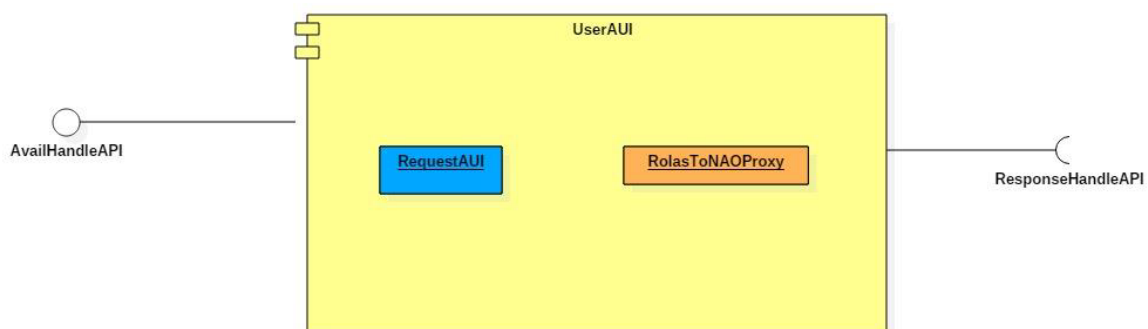 UserAUI
AvailHandleAPI
RequestAUI
RolasToNAOProxy
ResponseHandleAPI